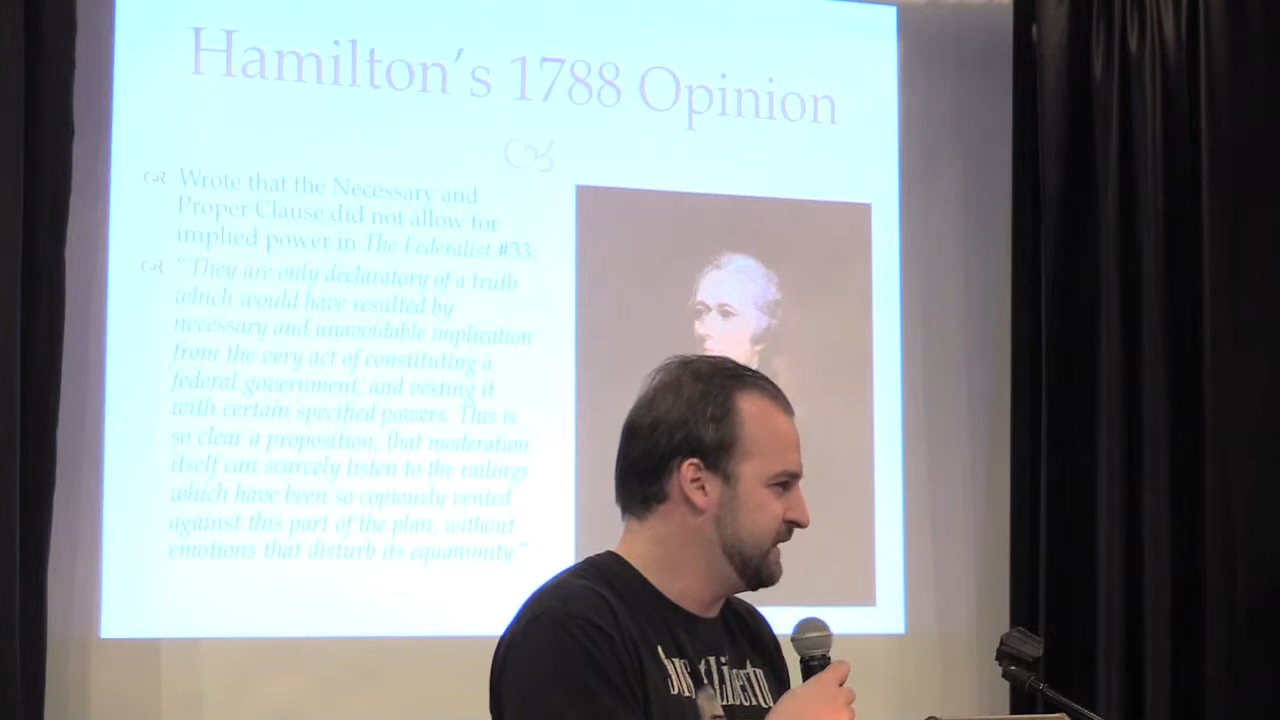 Hamilton's 1788 Opinion
Wrote that the Necessary and
Proper Clause did not allow for
implied power in The Federalist #33.
"They are only declaratory of a truth
which would have resulted by
necessary and unavoidable implication
from the very act of constituting a
federal government, and vesting it
with certain specified powers. This is
so clear a proposition, that moderation
itself can scarcely listen to the railings
which have been so copiously vented
against this part of the plan, without
emotions that disturb its equanimity."
Liberty